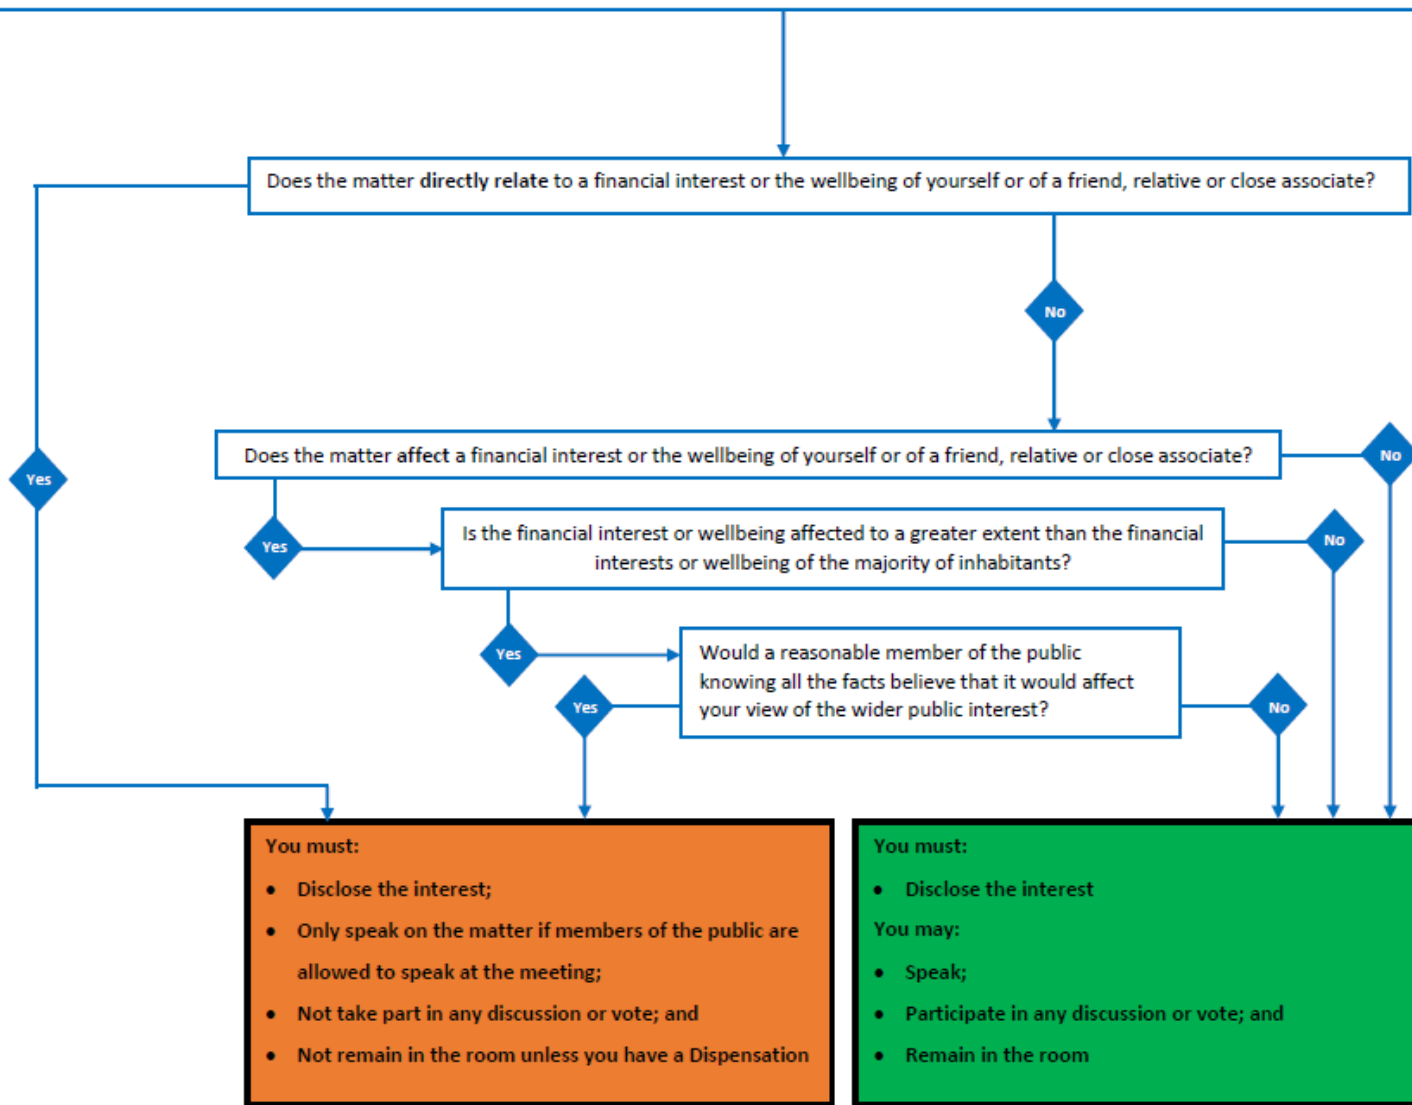 Does the matter directly relate to a financial interest or the wellbeing of yourself or of a friend, relative or close associate?
No
Does the matter affect a financial interest or the wellbeing of yourself or of a friend, relative or close associate?
No
Yes
Yes
Is the financial interest or wellbeing affected to a greater extent than the financial
interests or wellbeing of the majority of inhabitants?
No
Yes
Would a reasonable member of the public
knowing all the facts believe that it would affect
your view of the wider public interest?
Yes
No
You must:
• Disclose the interest;
• Only speak on the matter if members of the public are
allowed to speak at the meeting;
• Not take part in any discussion or vote; and
• Not remain in the room unless you have a Dispensation
You must:
• Disclose the interest
You may:
• Speak;
• Participate in any discussion or vote; and
• Remain in the room